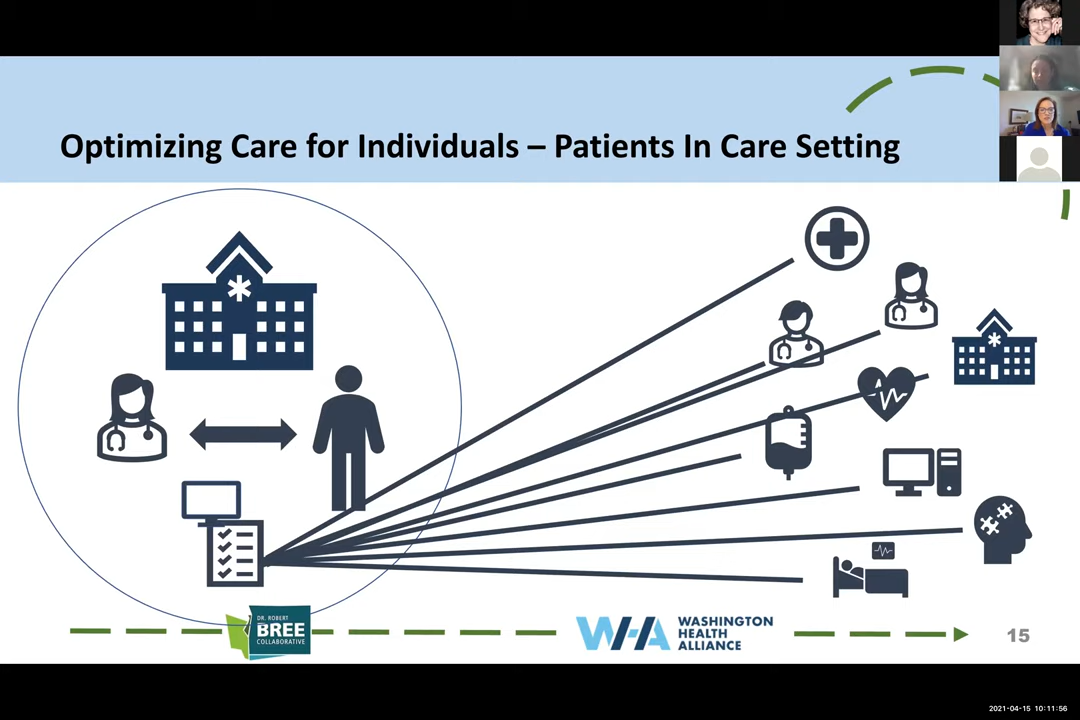 Optimizing Care for Individuals – Patients In Care Setting
DR. ROBERT
BREE
COLLABORATIVE
WHA
WASHINGTON
HEALTH
ALLIANCE
15
2021-04-15 10:11:56